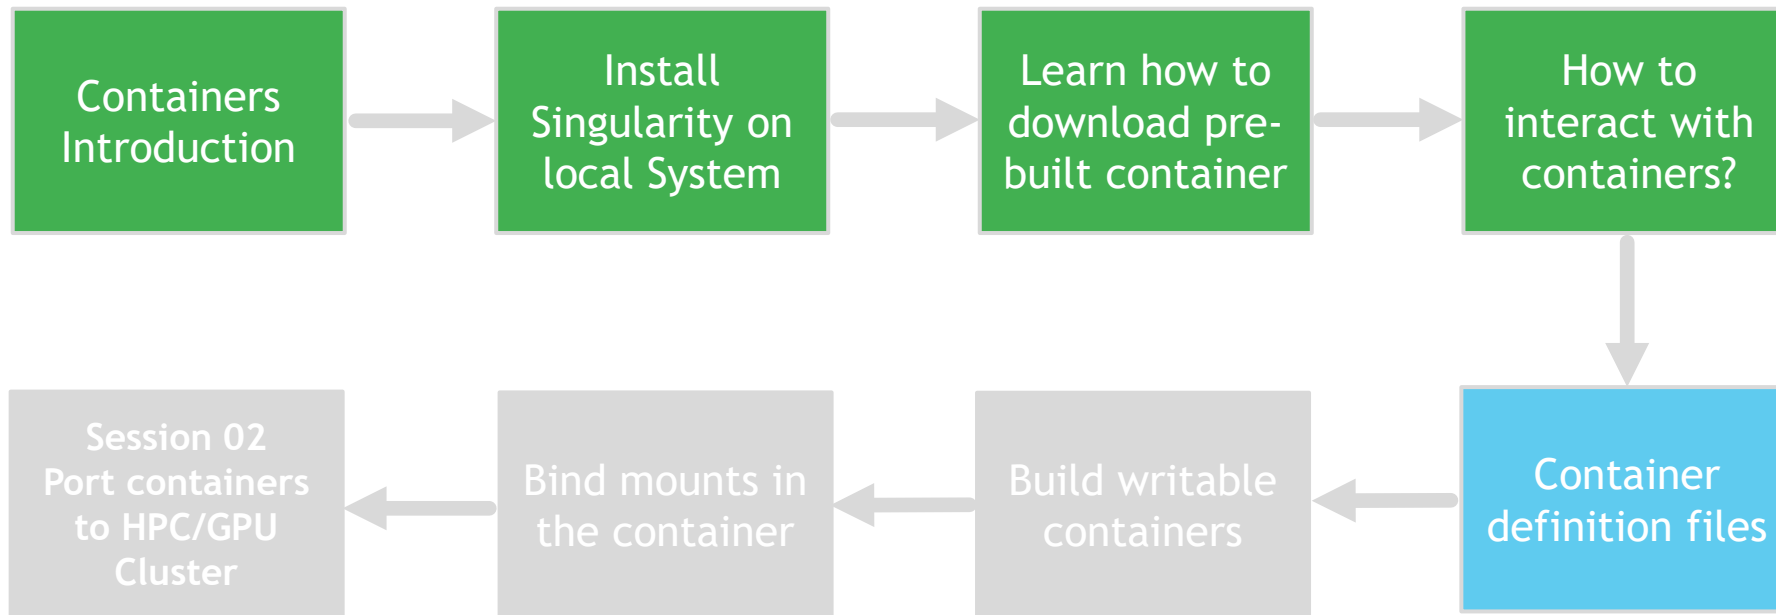 Containers
Introduction
Install
Singularity on
local System
Learn how to
download pre-
built container
How to
interact with
containers?
Container
definition files
Build writable
containers
Bind mounts in
the container
Session 02
Port containers
to HPC/GPU
Cluster